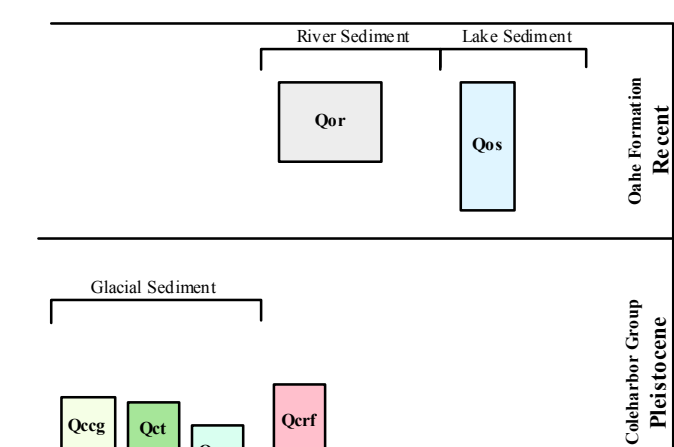 River Sediment Lake Sediment
Qor
Qos
Oahe Formation
Recent
Glacial Sediment
Coleharbor Group
Pleistocene
Qccg
Qct
Qcrf